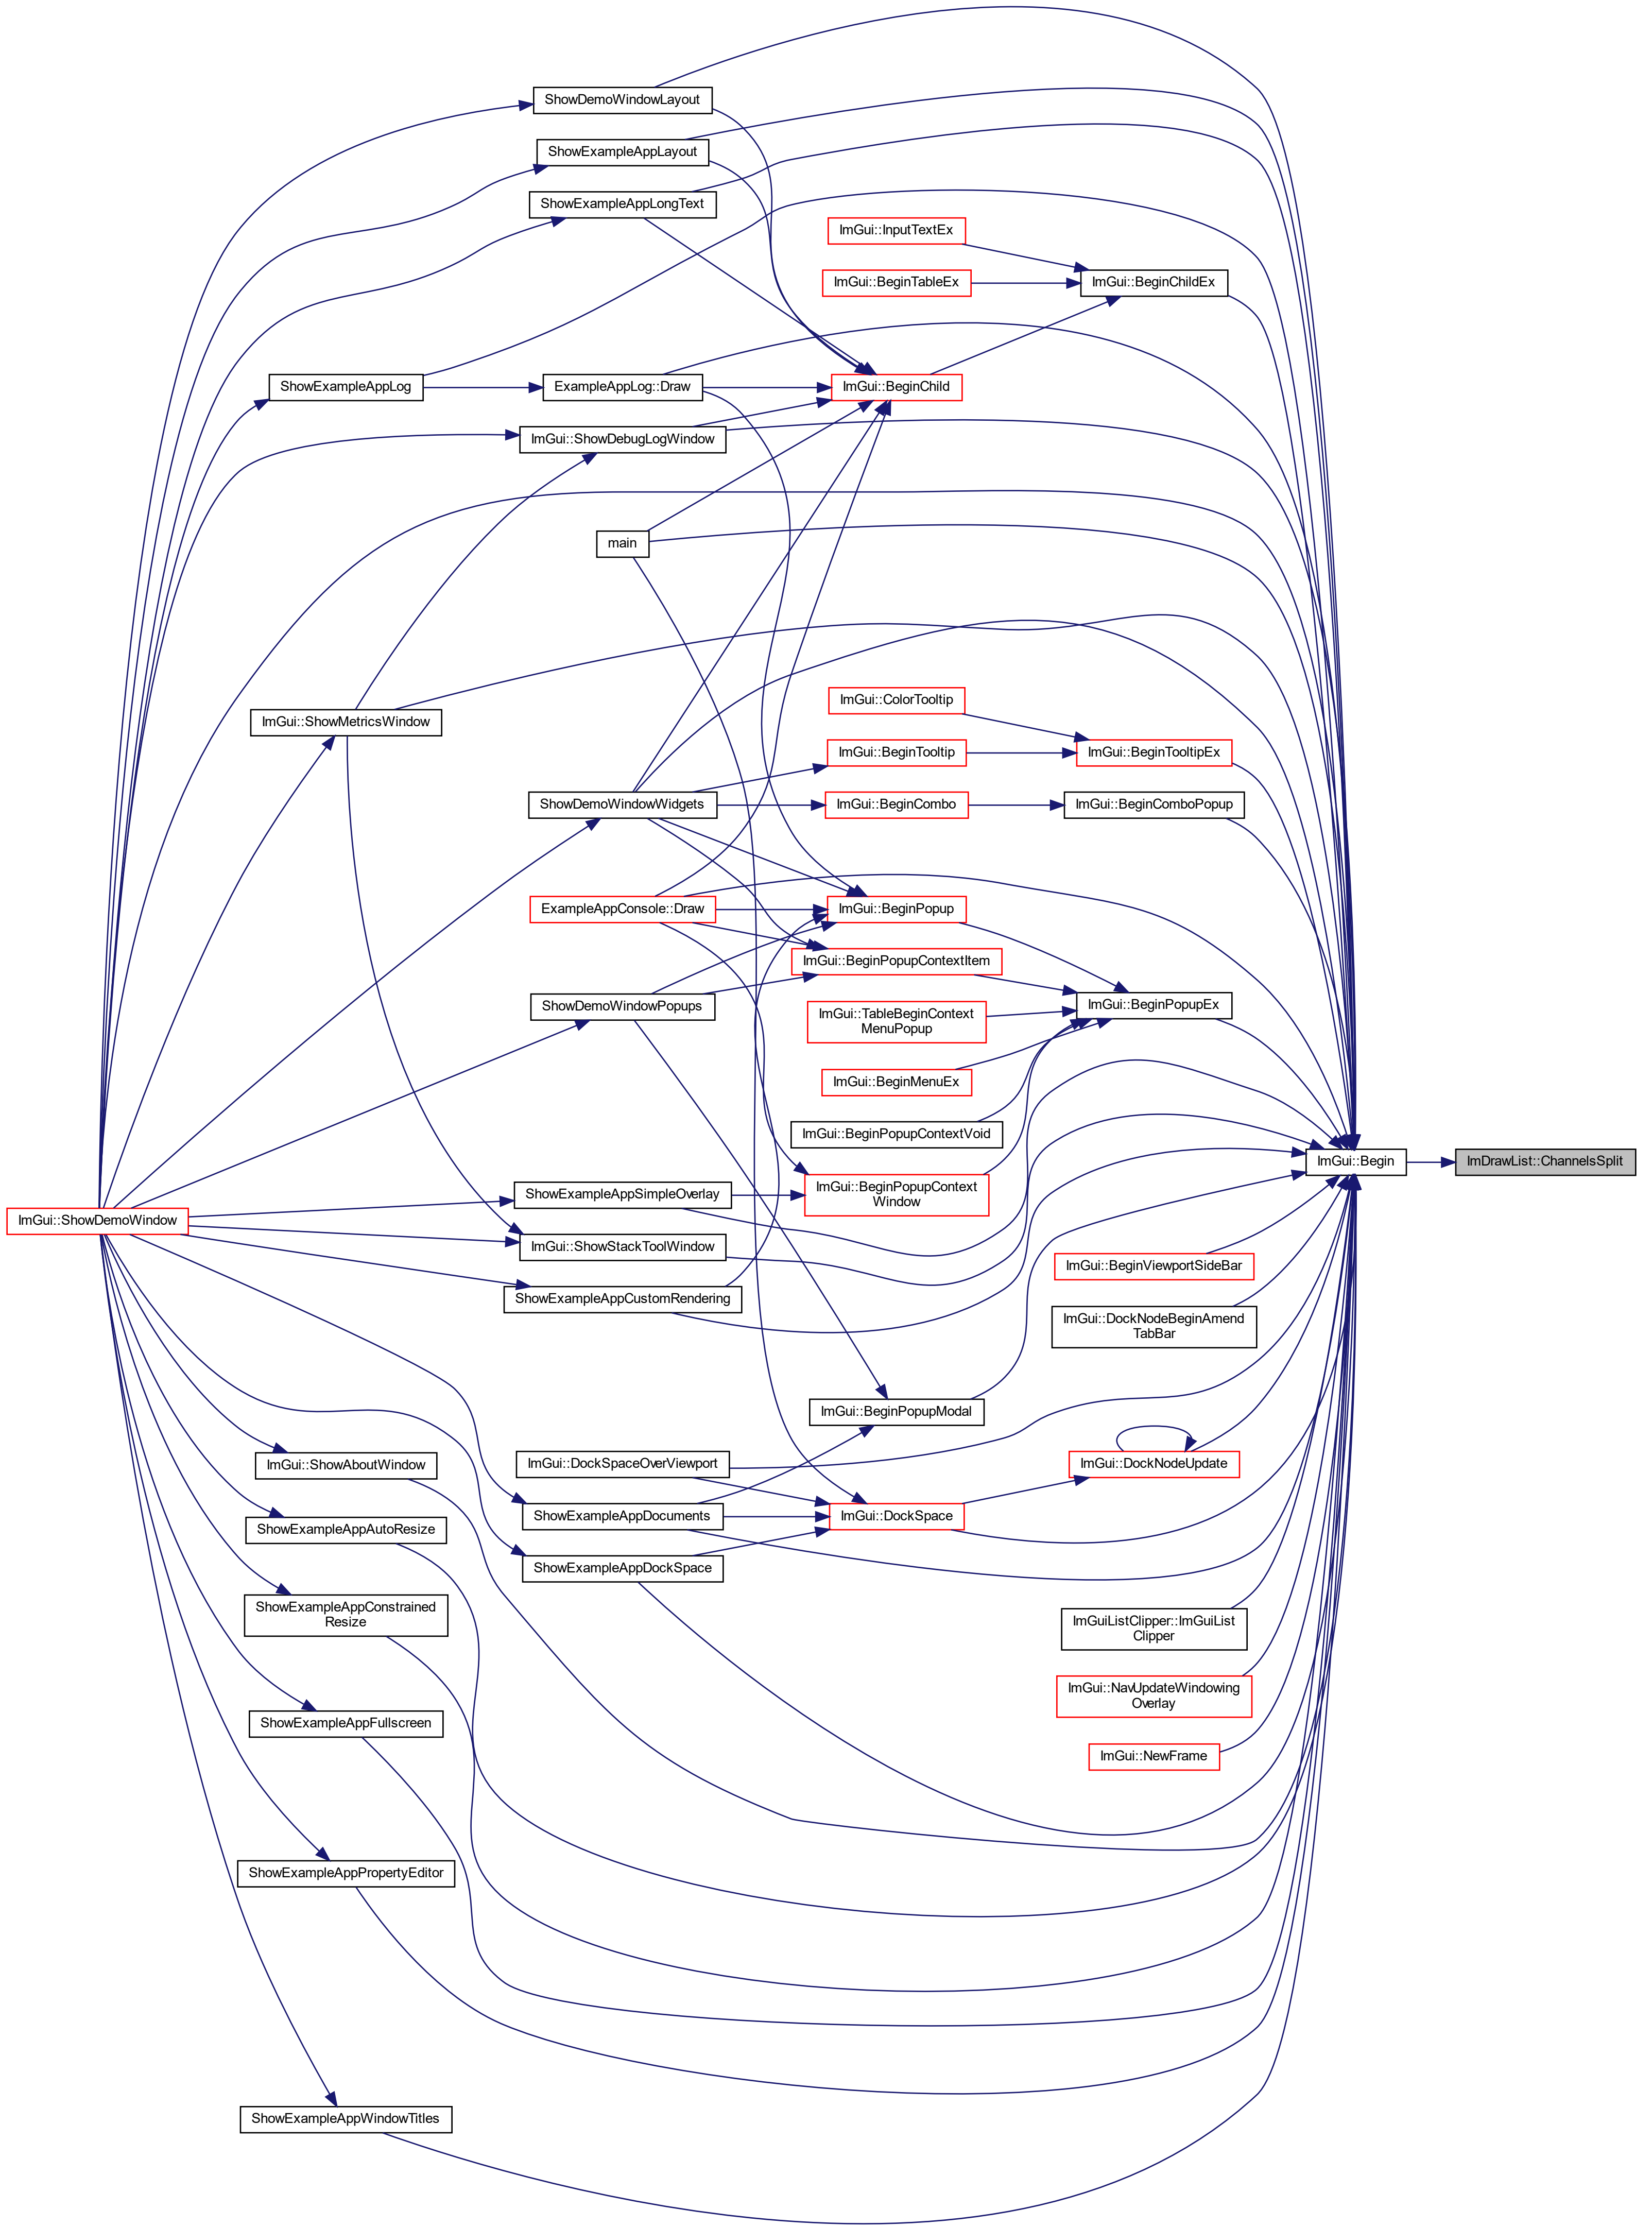 ShowDemoWindowLayout
ShowExampleAppLayout
ShowExampleAppLongText
ImGui::InputTextEx
ImGui::BeginTableEx
ImGui::BeginChildEx
ShowExampleAppLog
ExampleAppLog::Draw
ImGui::BeginChild
ImGui::ShowDebugLogWindow
main
ImGui::ShowMetricsWindow
ImGui::ColorTooltip
ImGui::BeginTooltip
ImGui::BeginTooltipEx
ShowDemoWindowWidgets
ImGui::BeginCombo
ImGui::BeginComboPopup
ExampleAppConsole::Draw
ImGui::BeginPopup
ImGui::BeginPopupContextItem
ShowDemoWindowPopups
ImGui::TableBeginContext
MenuPopup
ImGui::BeginPopupEx
ImGui::BeginMenuEx
ImGui::BeginPopupContextVoid
ImGui::Begin
ImDrawList::ChannelsSplit
ShowExampleAppSimpleOverlay
ImGui::BeginPopupContext
Window
ImGui::ShowDemoWindow
ImGui::ShowStackToolWindow
ImGui::BeginViewportSideBar
ShowExampleAppCustomRendering
ImGui::DockNodeBeginAmend
TabBar
ImGui::BeginPopupModal
ImGui::ShowAboutWindow
ImGui::DockSpaceOverViewport
ImGui::DockNodeUpdate
ShowExampleAppAutoResize
ShowExampleAppDocuments
ImGui::DockSpace
ShowExampleAppDockSpace
ShowExampleAppConstrained
Resize
ImGuiListClipper::ImGuiList
Clipper
ImGui::NavUpdateWindowing
Overlay
ShowExampleAppFullscreen
ImGui::NewFrame
ShowExampleAppPropertyEditor
ShowExampleAppWindowTitles